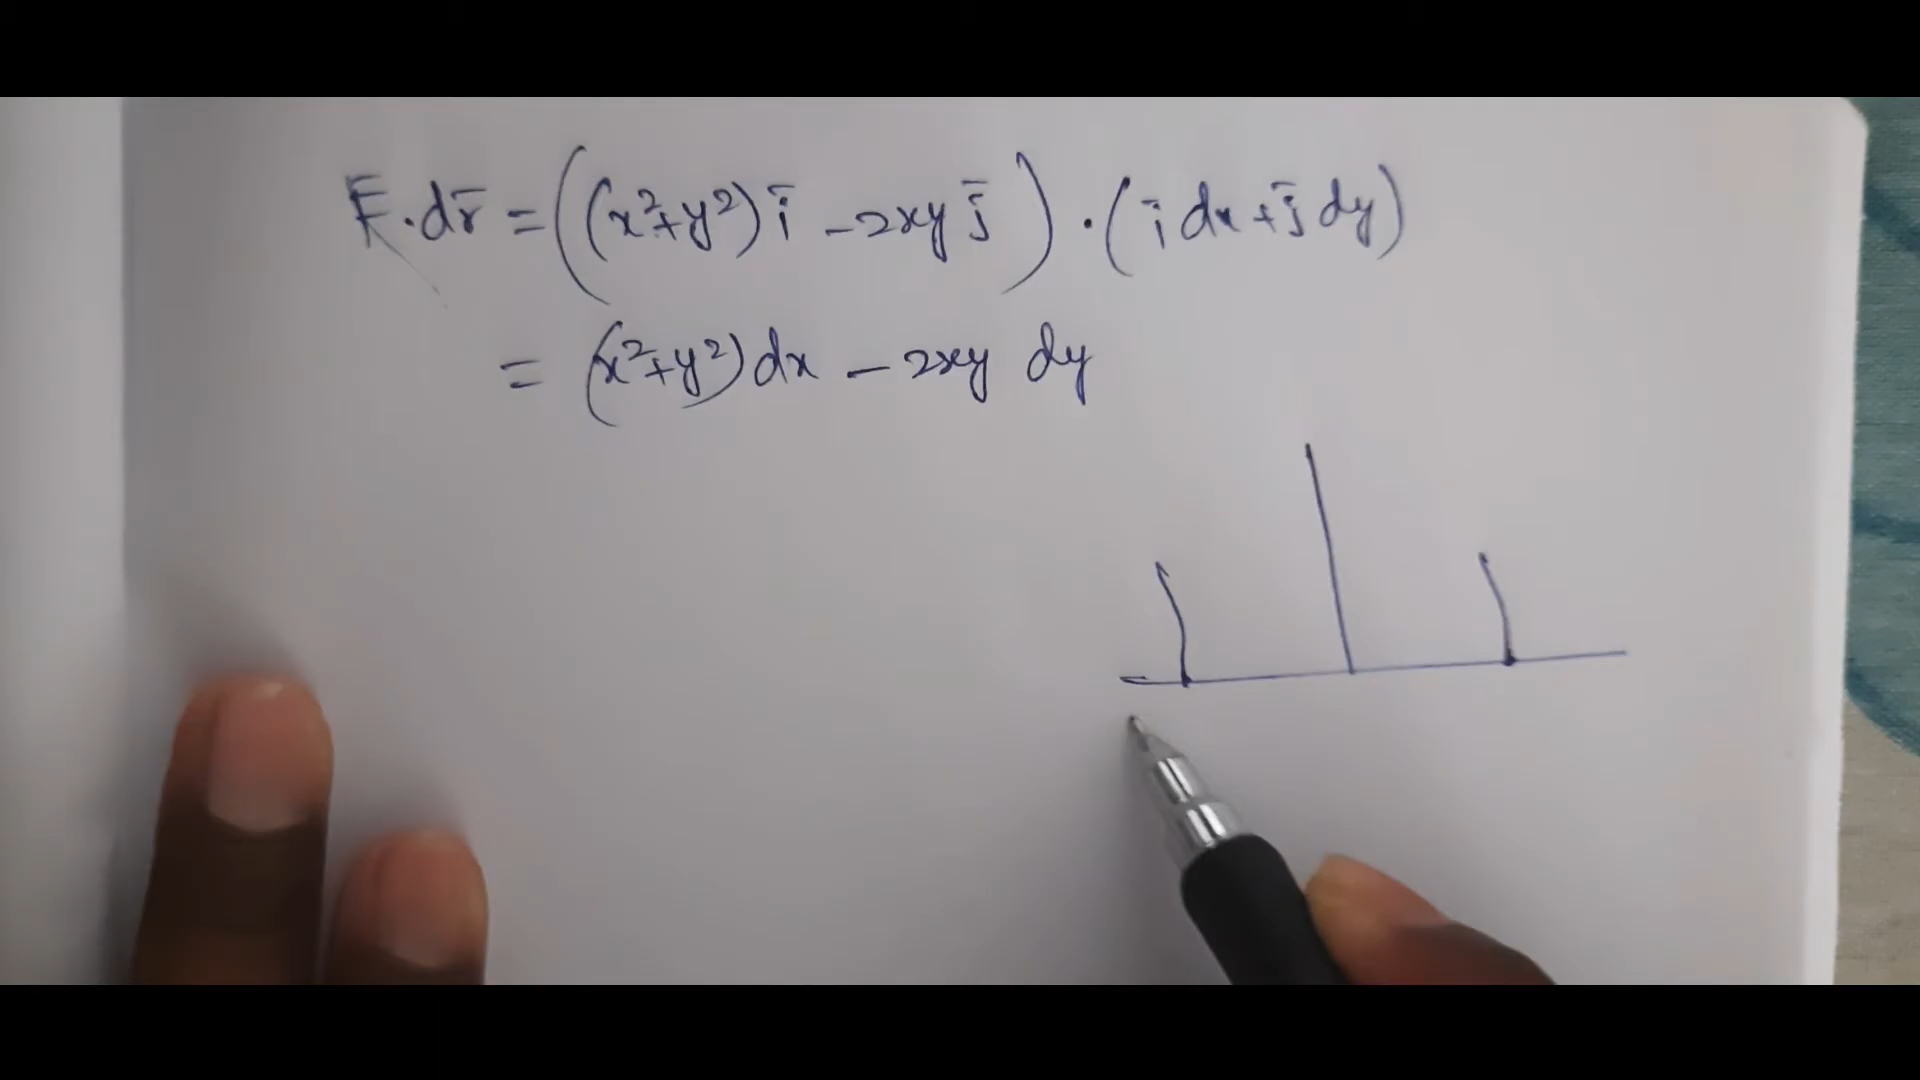 F̄.dr̄ = ((x²+y²)ī - 2xy j̄) . (ī dx + j̄ dy)
= (x²+y²)dx - 2xy dy